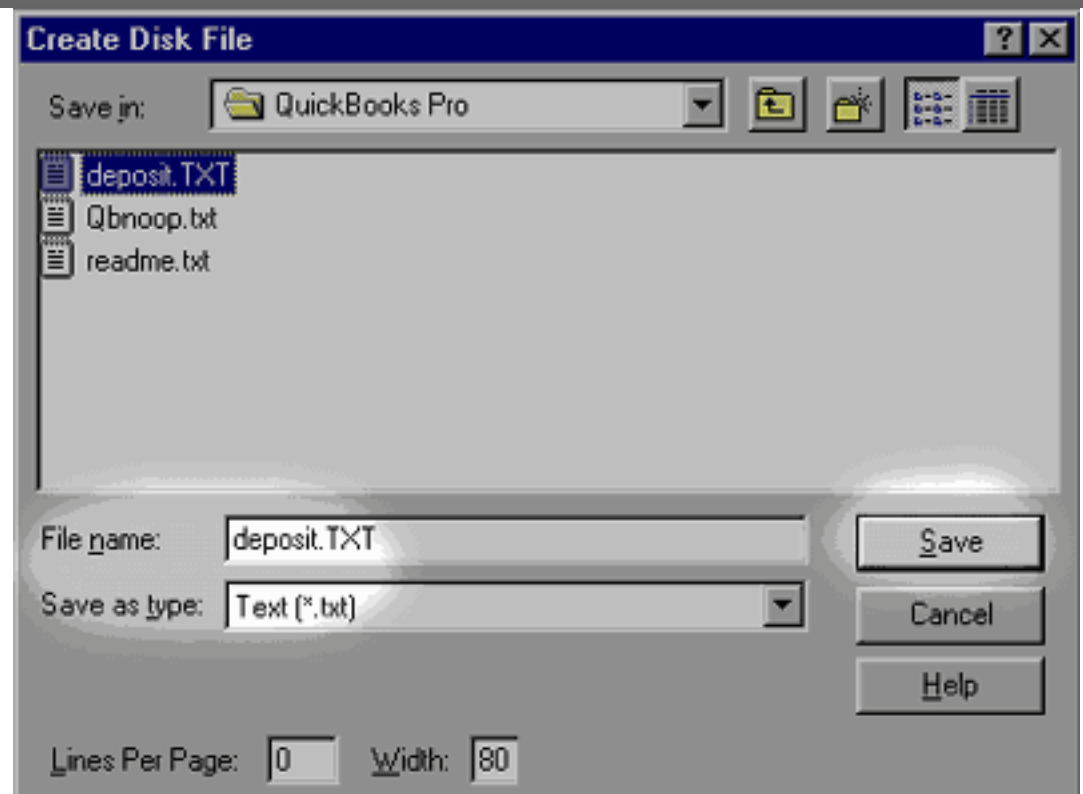 Create Disk File
Save in: QuickBooks Pro
deposit.TXT
Qbnoop.txt
readme.txt
File name: deposit.TXT
Save
Save as type: Text (*.txt)
Cancel
Help
Lines Per Page: 0 Width: 80